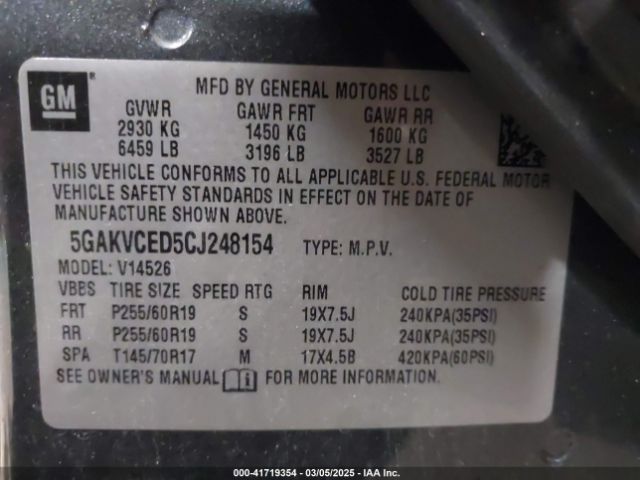 GM®
MFD BY GENERAL MOTORS LLC
GVWR GAWR FRT GAWR RR
2930 KG 1450 KG 1600 KG
6459 LB 3196 LB 3527 LB
THIS VEHICLE CONFORMS TO ALL APPLICABLE U.S. FEDERAL MOTOR
VEHICLE SAFETY STANDARDS IN EFFECT ON THE DATE OF
MANUFACTURE SHOWN ABOVE.
5GAKVCED5CJ248154 TYPE: M.P.V.
MODEL: V14526
VBBS TIRE SIZE SPEED RTG RIM COLD TIRE PRESSURE
FRT P255/60R19 S 19X7.5J 240KPA(35PSI)
RR P255/60R19 S 19X7.5J 240KPA(35PSI)
SPA T145/70R17 M 17X4.5B 420KPA(60PSI)
SEE OWNER'S MANUAL FOR MORE INFORMATION.
000-41719354 | 03/05/2025 | IAA Inc.